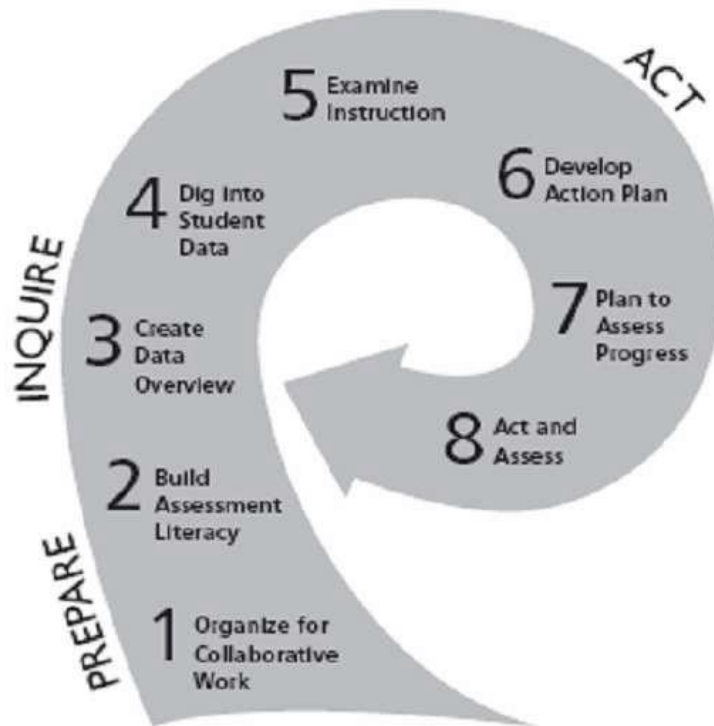 ACT
5 Examine
Instruction
6 Develop
Action Plan
4 Dig into
Student
Data
INQUIRE
3 Create
Data
Overview
7 Plan to
Assess
Progress
8 Act and
Assess
2 Build
Assessment
Literacy
PREPARE
1 Organize for
Collaborative
Work